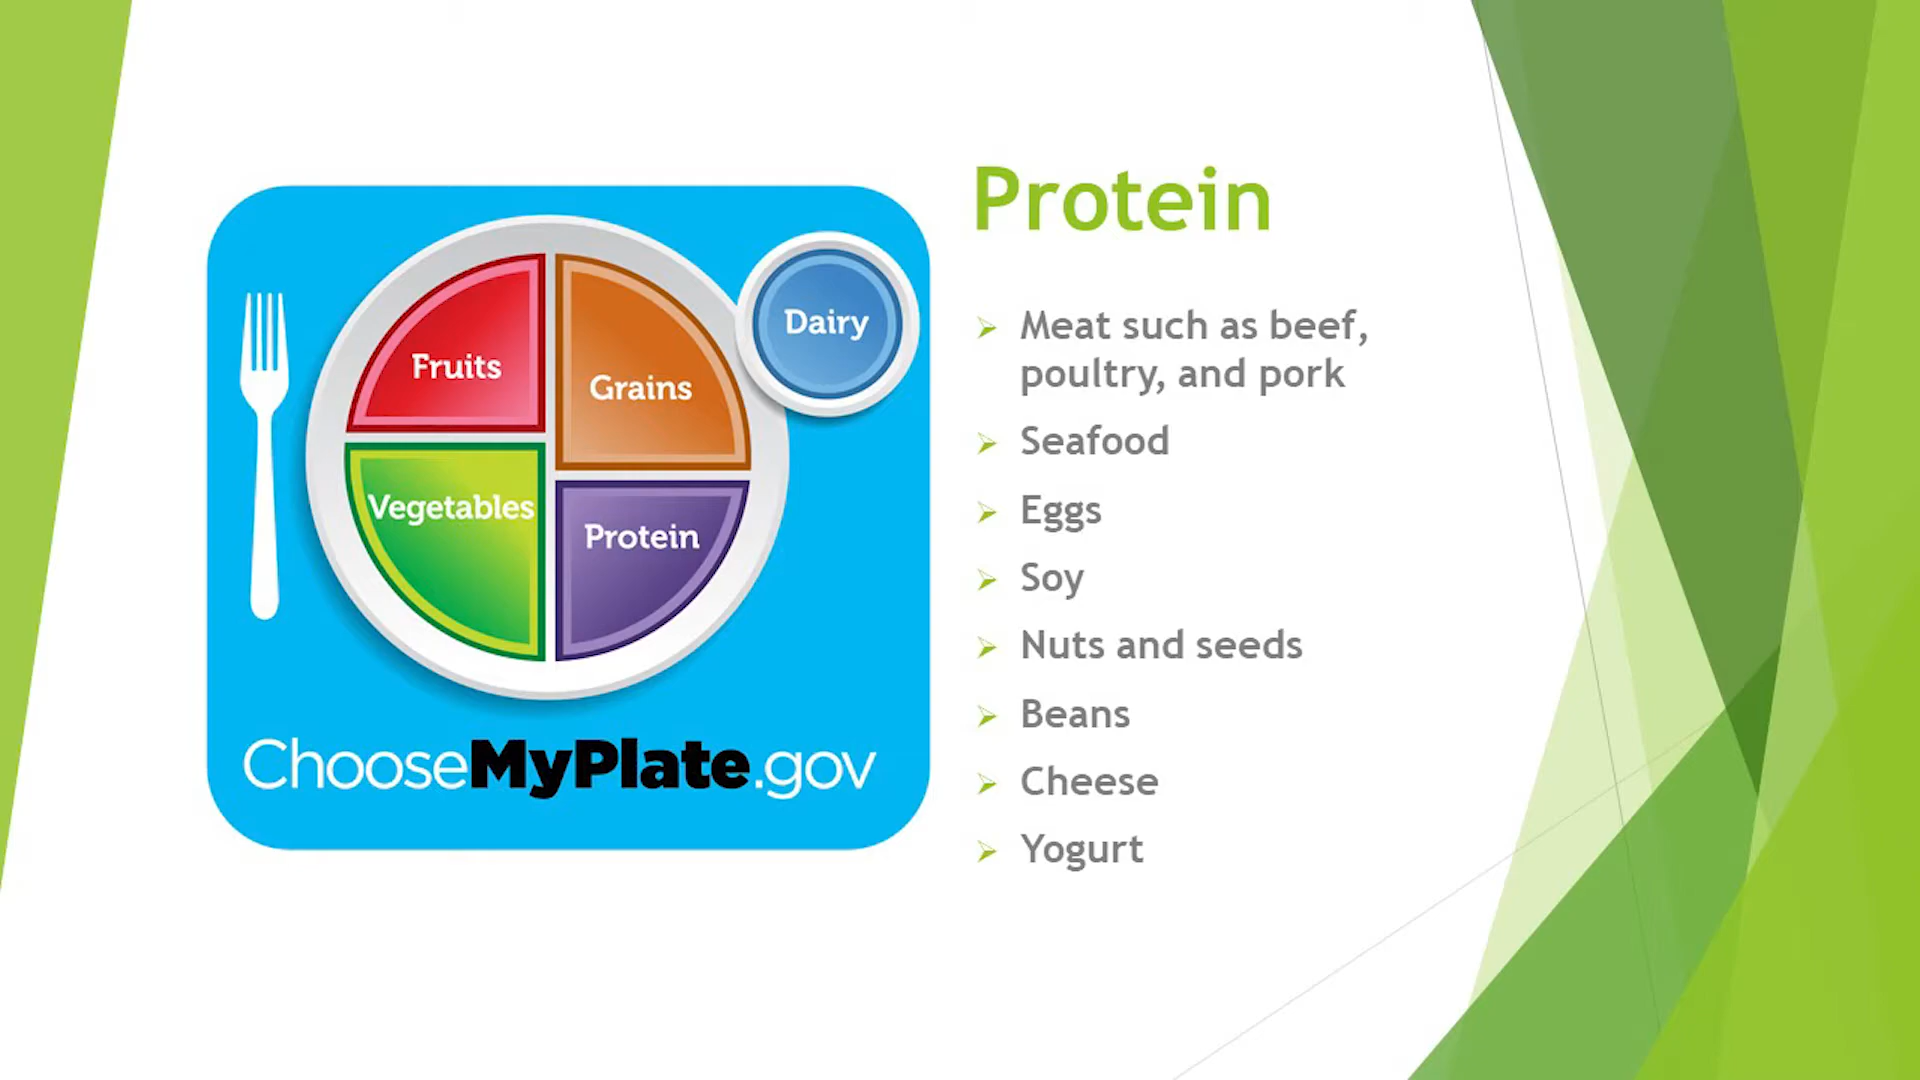 Protein
Fruits
Grains
Dairy
Vegetables
Protein
ChooseMyPlate.gov
Meat such as beef,
poultry, and pork
Seafood
Eggs
Soy
Nuts and seeds
Beans
Cheese
Yogurt